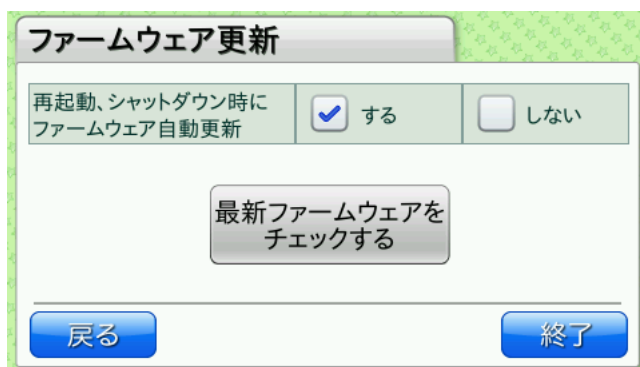 ファームウェア更新
再起動、シャットダウン時に
ファームウェア自動更新
する
しない
最新ファームウェアを
チェックする
戻る
終了